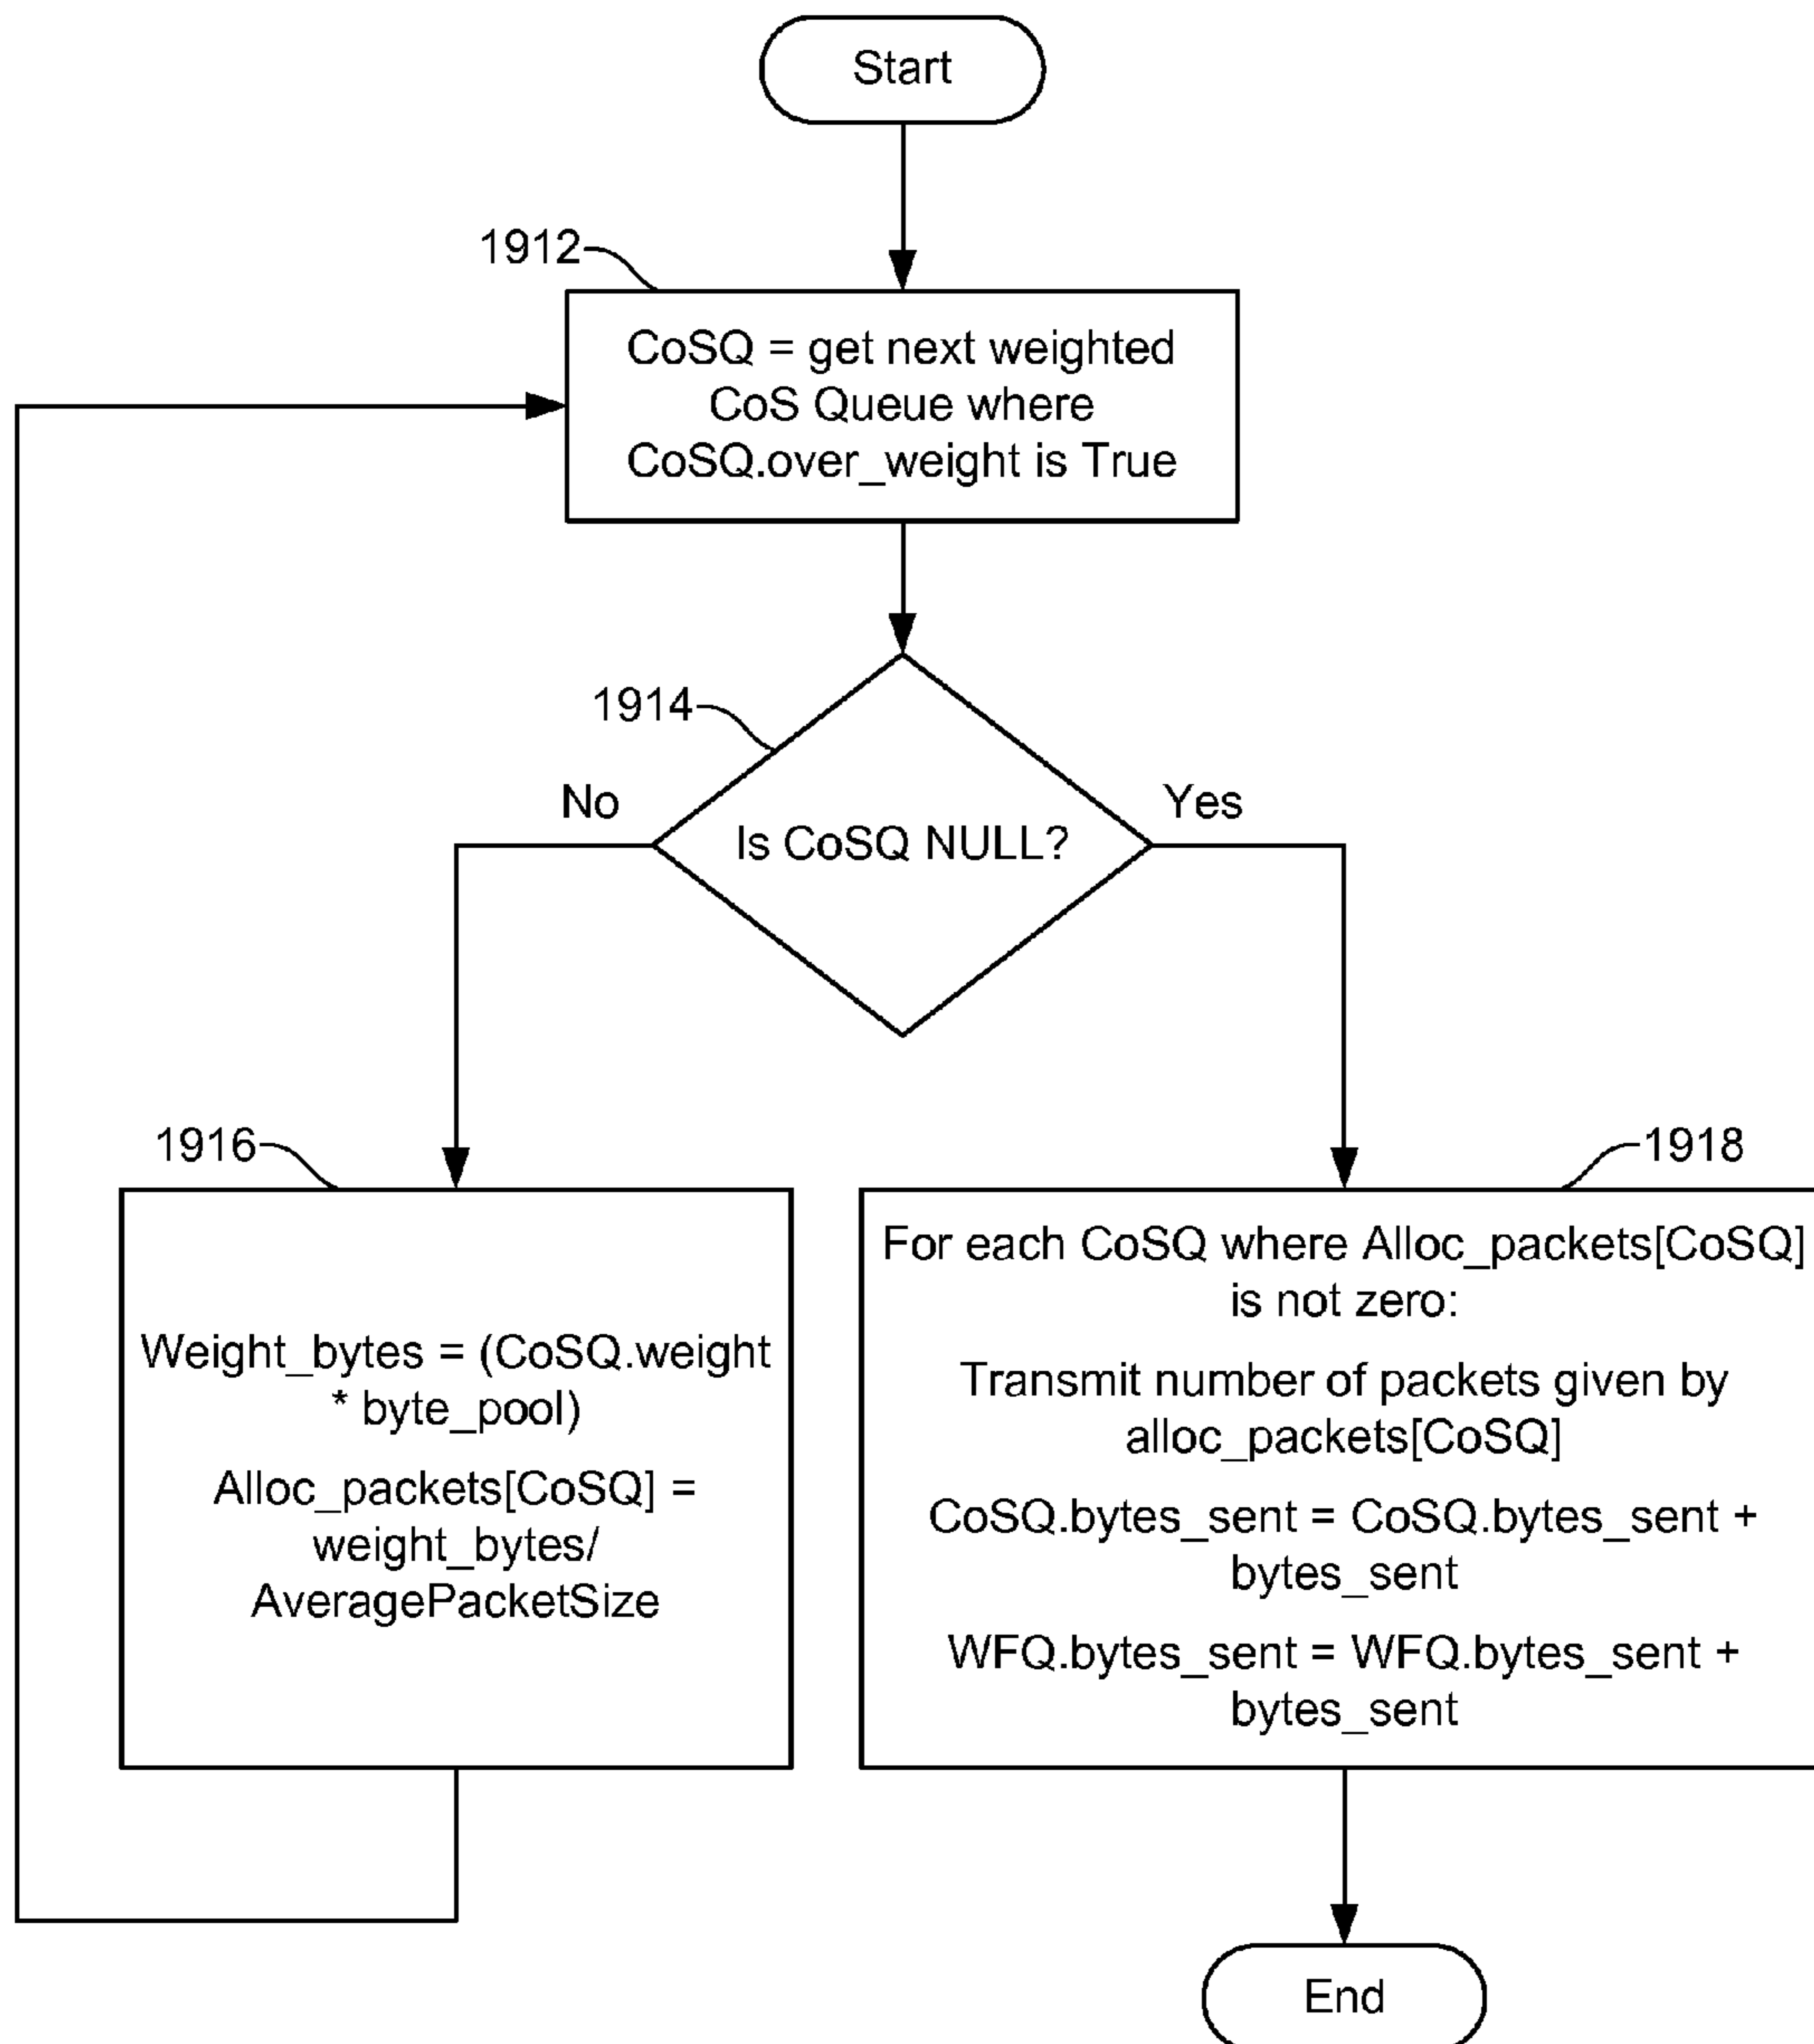 Start
1912
CoSQ = get next weighted
CoS Queue where
CoSQ.over_weight is True
1914
No
Yes
Is CoSQ NULL?
1916
1918
Weight_bytes = (CoSQ.weight
* byte_pool)
Alloc_packets[CoSQ] =
weight_bytes/
AveragePacketSize
For each CoSQ where Alloc_packets[CoSQ]
is not zero:
Transmit number of packets given by
alloc_packets[CoSQ]
CoSQ.bytes_sent = CoSQ.bytes_sent +
bytes_sent
WFQ.bytes_sent = WFQ.bytes_sent +
bytes_sent
End